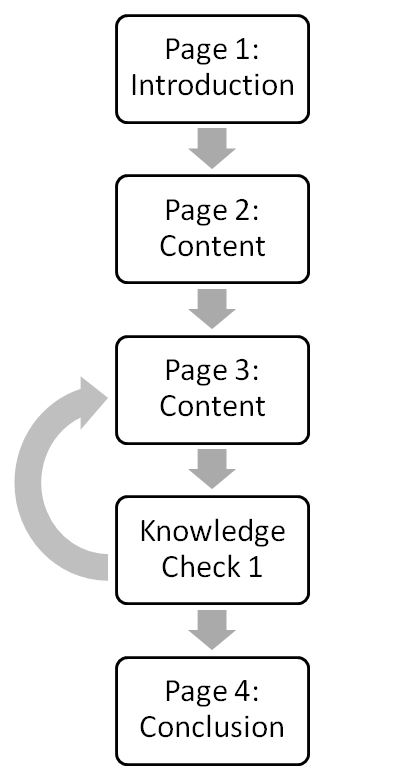 Page 1:
Introduction
Page 2:
Content
Page 3:
Content
Knowledge
Check 1
Page 4:
Conclusion